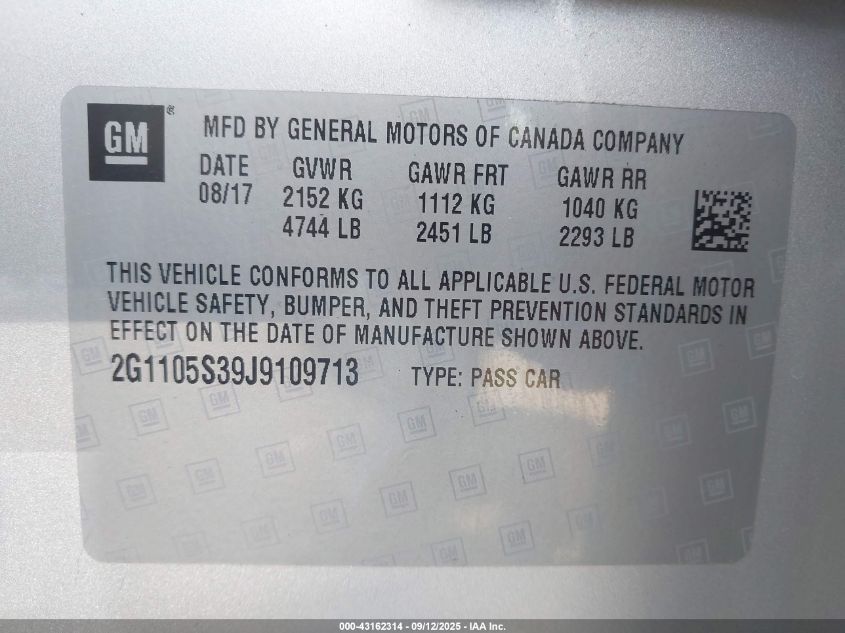 GM®
MFD BY GENERAL MOTORS OF CANADA COMPANY
DATE GVWR GAWR FRT GAWR RR
08/17 2152 KG 1112 KG 1040 KG
4744 LB 2451 LB 2293 LB
THIS VEHICLE CONFORMS TO ALL APPLICABLE U.S. FEDERAL MOTOR
VEHICLE SAFETY, BUMPER, AND THEFT PREVENTION STANDARDS IN
EFFECT ON THE DATE OF MANUFACTURE SHOWN ABOVE.
2G1105S39J9109713 TYPE: PASS CAR
000-43162314 - 09/12/2025 - IAA Inc.